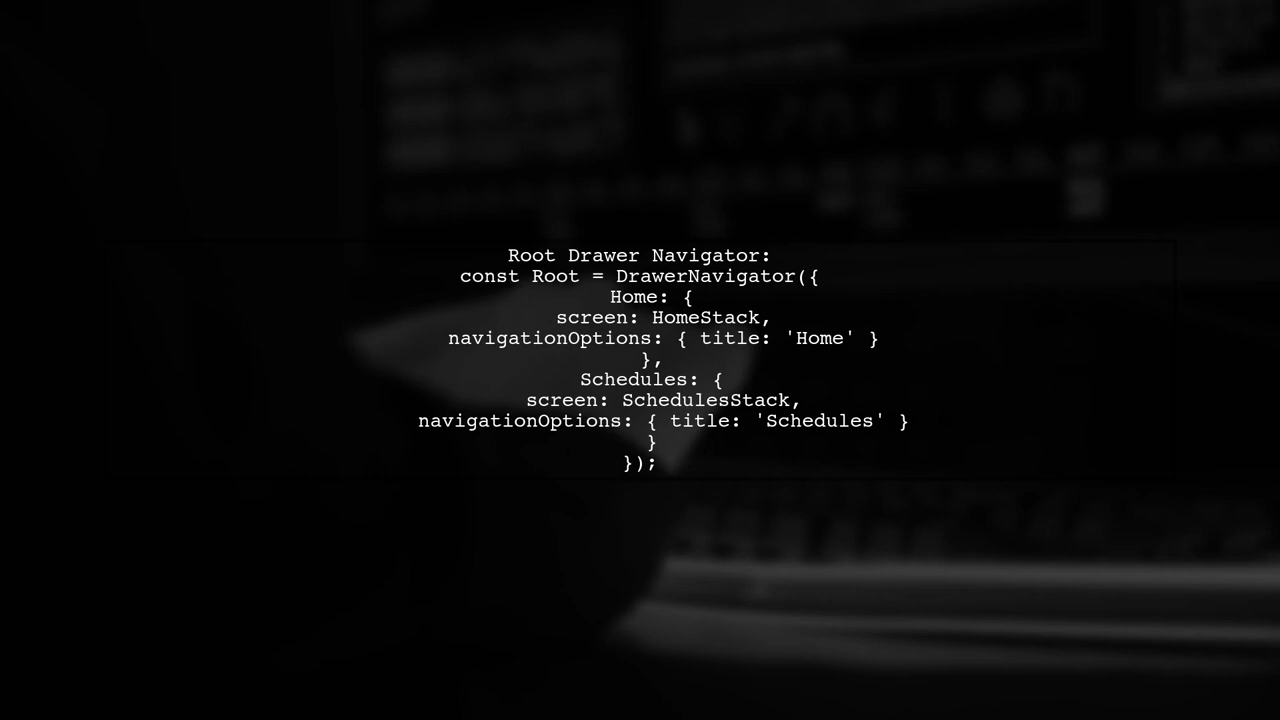 Root Drawer Navigator:
const Root = DrawerNavigator({
Home: {
screen: HomeStack,
navigationOptions: { title: 'Home' }
},
Schedules: {
screen: SchedulesStack,
navigationOptions: { title: 'Schedules' }
}
});